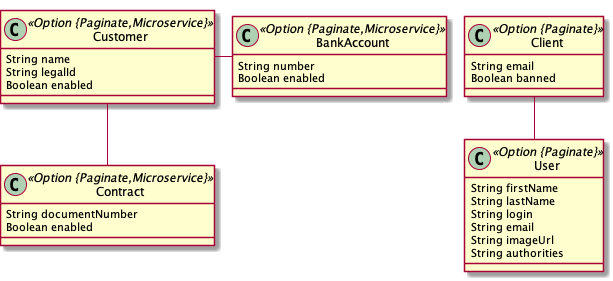 C
«Option {Paginate,Microservice}»
Customer
String name
String legalId
Boolean enabled
C
«Option {Paginate,Microservice}»
BankAccount
String number
Boolean enabled
C
«Option {Paginate}»
Client
String email
Boolean banned
C
«Option {Paginate,Microservice}»
Contract
String documentNumber
Boolean enabled
C
«Option {Paginate}»
User
String firstName
String lastName
String login
String email
String imageUrl
String authorities